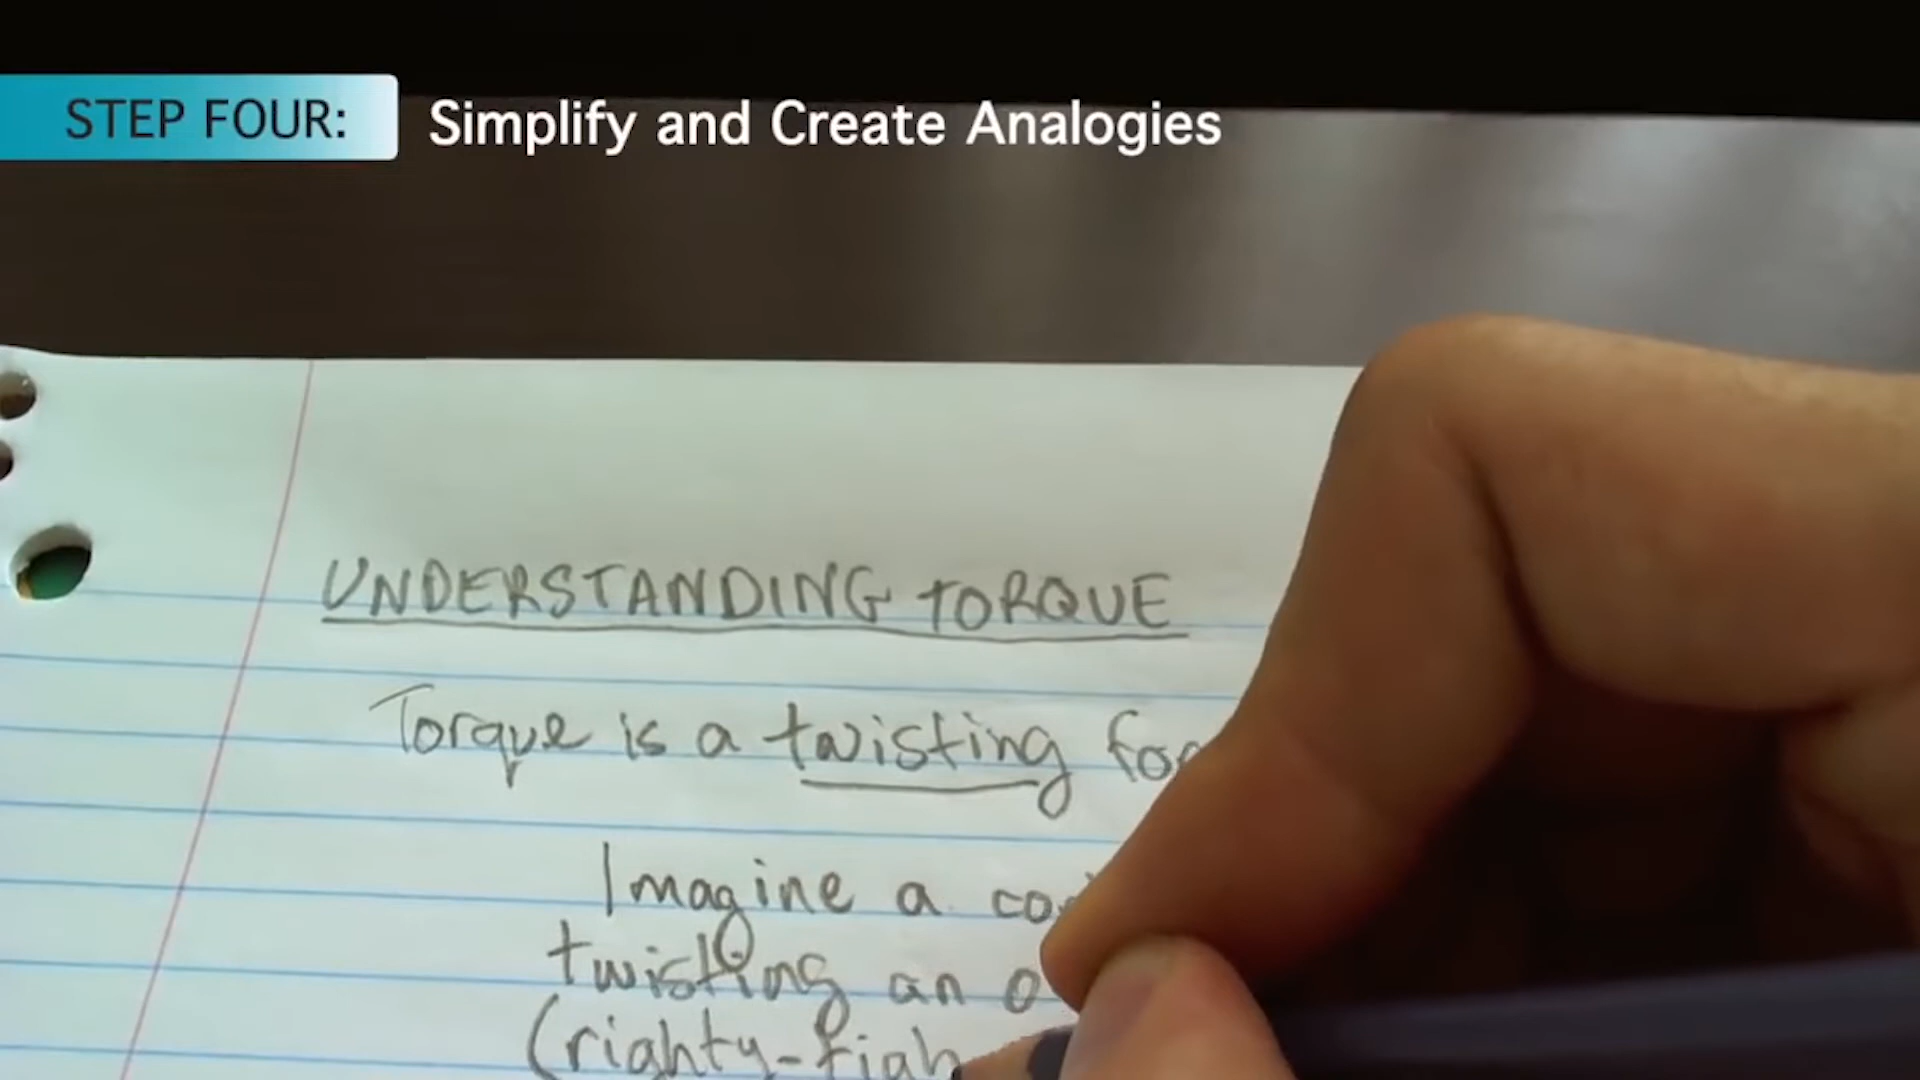 STEP FOUR: Simplify and Create Analogies
UNDERSTANDING TORQUE
Torque is a twisting
Imagine a
twisting an